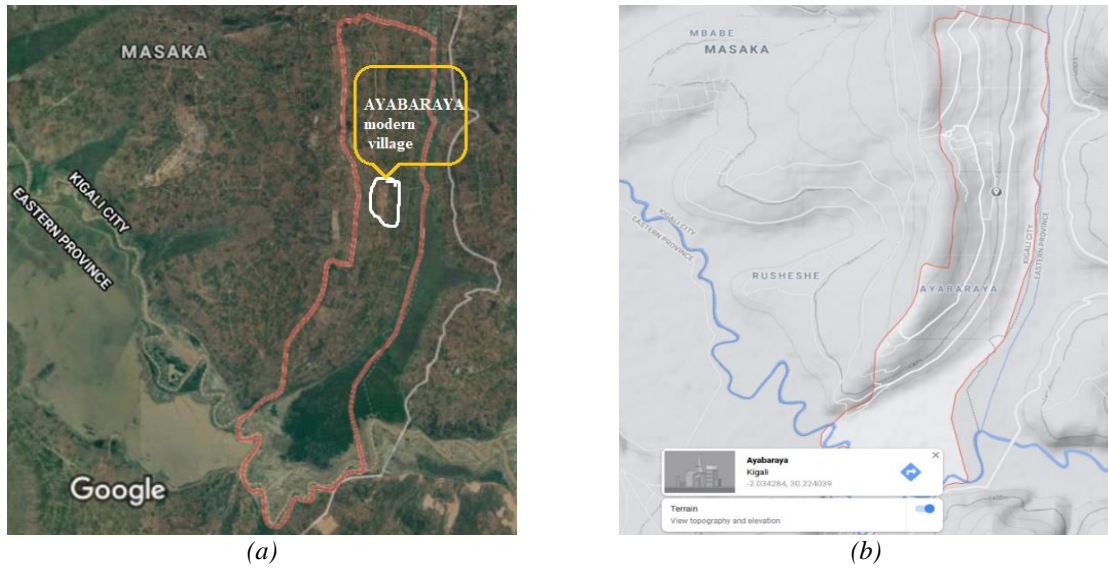 MASAKA
AYABARAYA
modern
village
KIGALI CITY
EASTERN PROVINCE
Google
(a)
MBABE
MASAKA
KIGALI CITY
EASTERN PROVINCE
RUSHESHE
AYABARAYA
KIGALI CITY
EASTERN PROVINCE
Ayabaraya
Kigali
-2.034284, 30.224039
Terrain
View topography and elevation
(b)